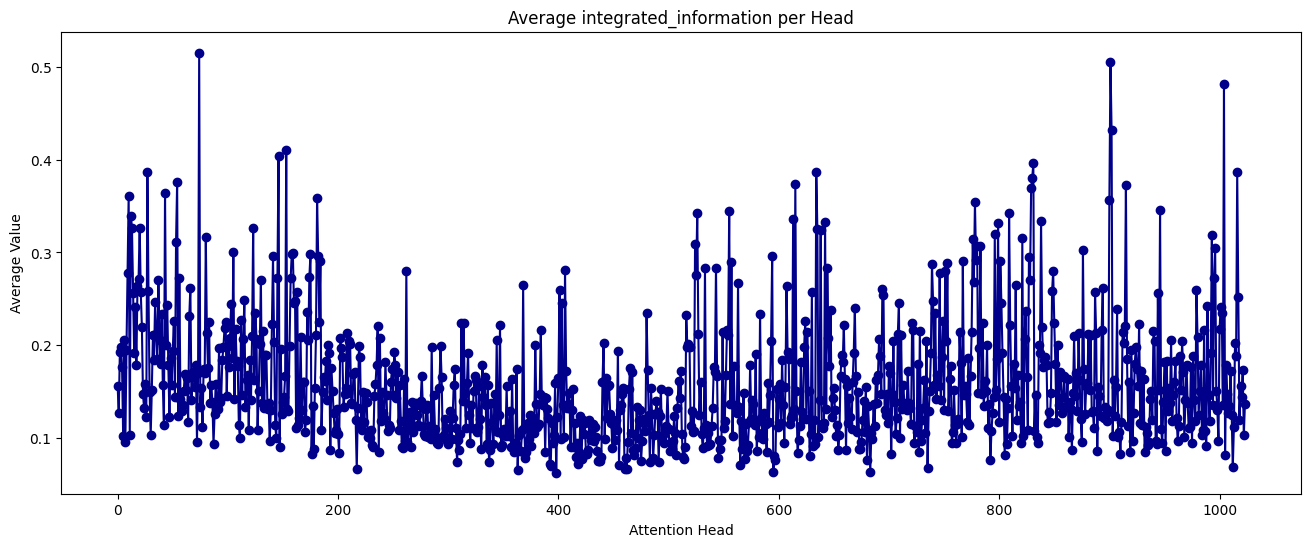 Average integrated_information per Head
Average Value
0.5
0.4
0.3
0.2
0.1
0 200 400 600 800 1000
Attention Head